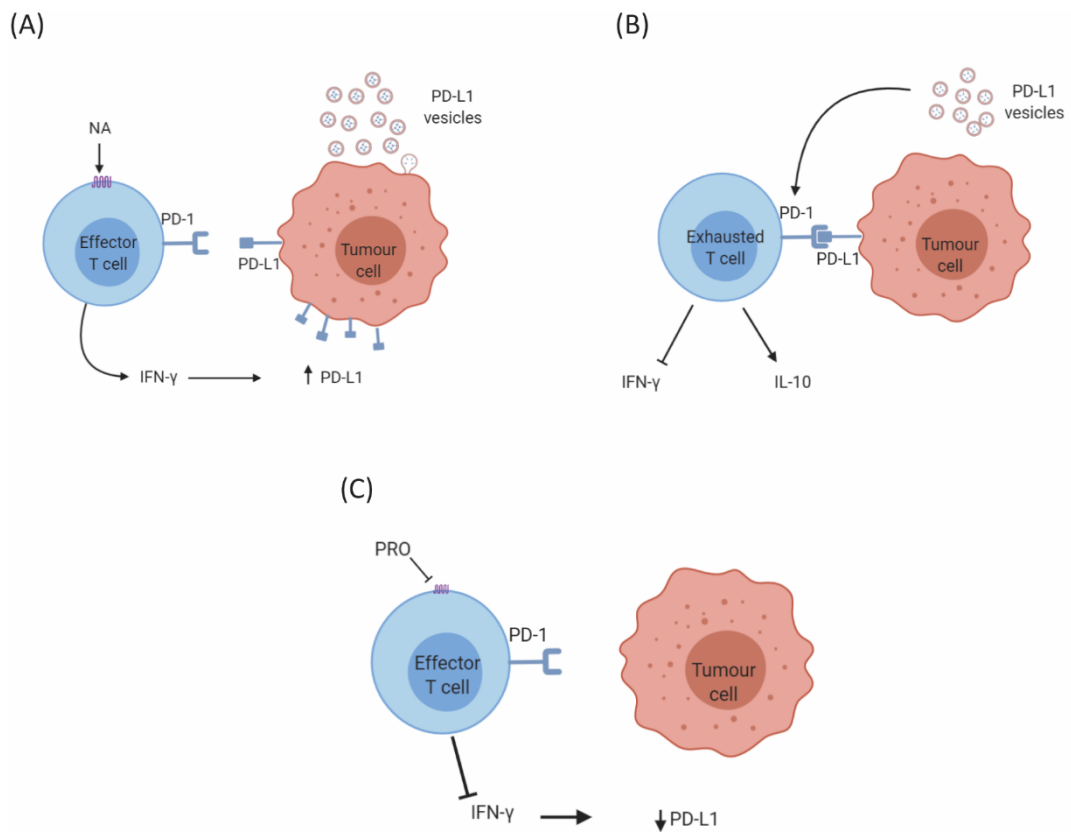 (A)
NA
PD-L1
vesicles
PD-1
Effector
T cell
PD-L1
Tumour
cell
IFN-γ
↑ PD-L1
(B)
PD-L1
vesicles
PD-1
Exhausted
T cell
PD-L1
Tumour
cell
IFN-γ
IL-10
(C)
PRO
PD-1
Effector
T cell
Tumour
cell
IFN-γ
↓ PD-L1